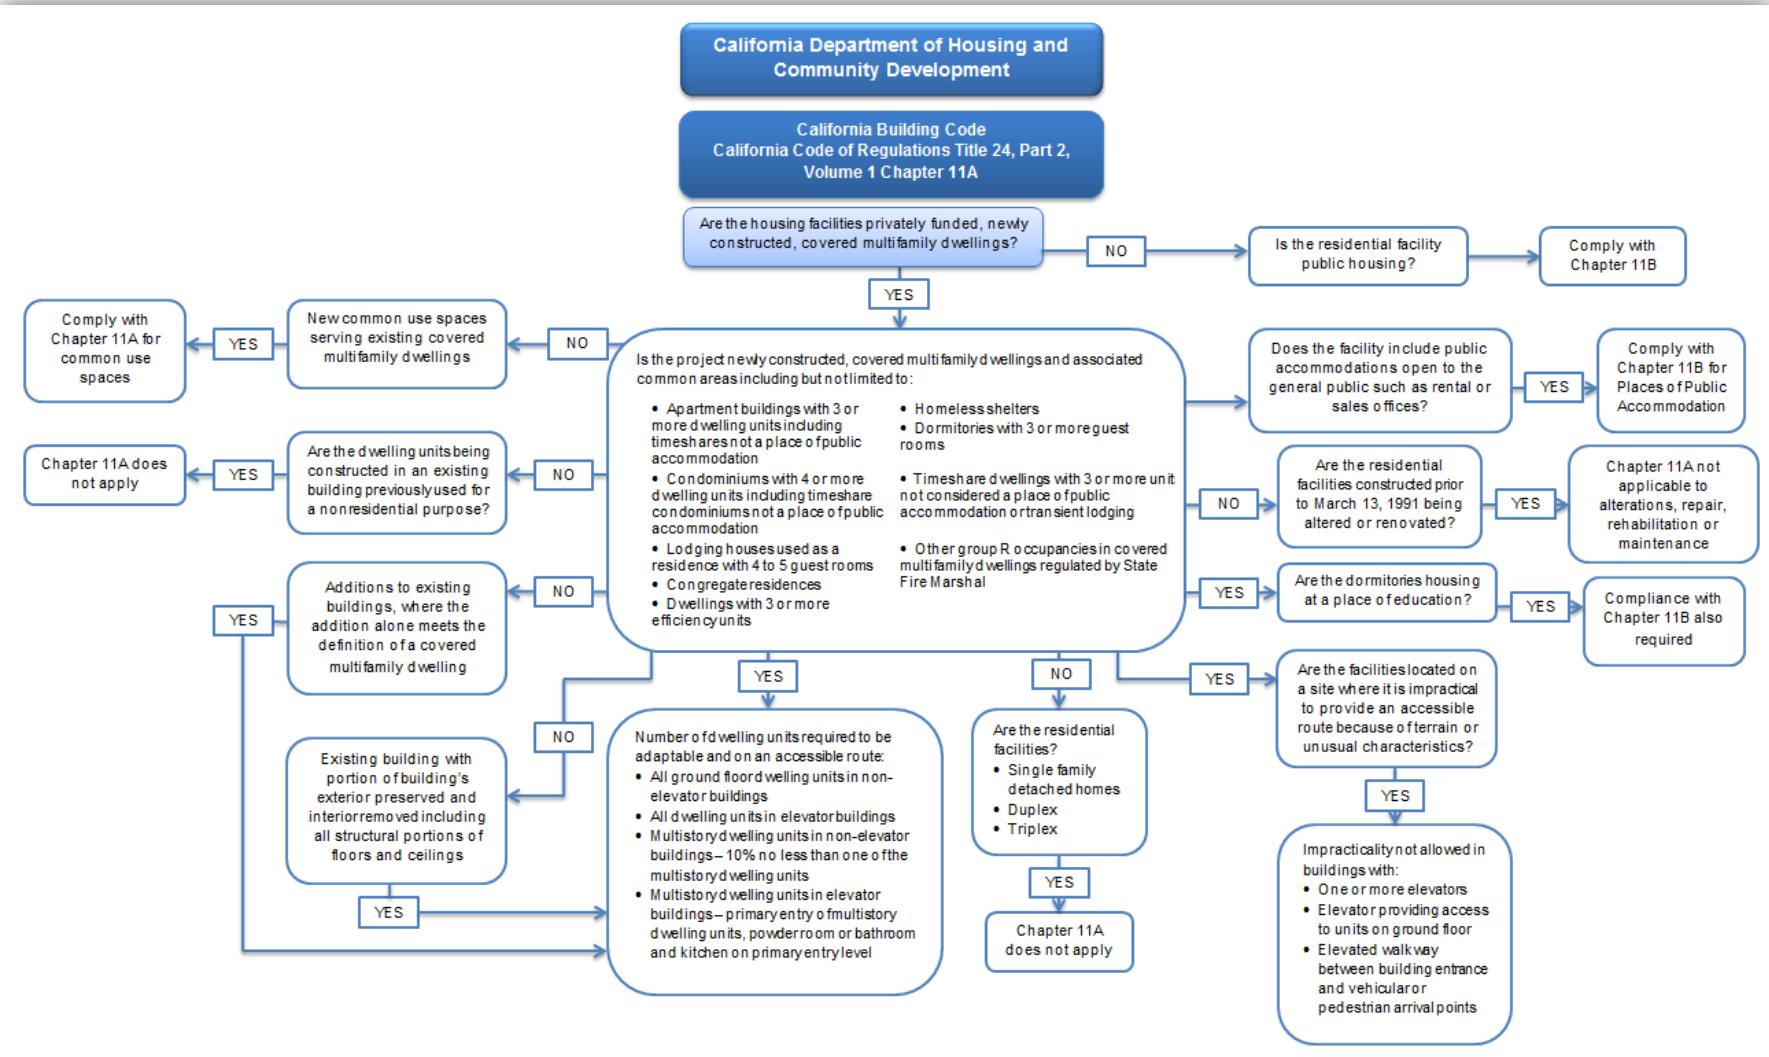 California Department of Housing and
Community Development
California Building Code
California Code of Regulations Title 24, Part 2,
Volume 1 Chapter 11A
Are the housing facilities privately funded, newly
constructed, covered multifamily dwellings?
NO
Is the residential facility
public housing?
Comply with
Chapter 11B
YES
Comply with
Chapter 11A for
common use
spaces
YES
New common use spaces
serving existing covered
multifamily dwellings
NO
Is the project newly constructed, covered multifamily dwellings and associated
common areas including but not limited to:
• Apartment buildings with 3 or
more dwelling units including
timeshares not a place of public
accommodation
• Condominiums with 4 or more
dwelling units including timeshare
condominiums not a place of public
accommodation
• Lodging houses used as a
residence with 4 to 5 guest rooms
• Congregate residences
• Dwellings with 3 or more
efficiency units
• Homeless shelters
• Dormitories with 3 or more guest
rooms
• Timeshare dwellings with 3 or more unit
not considered a place of public
accommodation or transient lodging
• Other group R occupancies in covered
multifamily dwellings regulated by State
Fire Marshal
Does the facility include public
accommodations open to the
general public such as rental or
sales offices?
YES
Comply with
Chapter 11B for
Places of Public
Accommodation
Chapter 11A does
not apply
YES
Are the dwelling units being
constructed in an existing
building previously used for
a nonresidential purpose?
NO
NO
Are the residential
facilities constructed prior
to March 13, 1991 being
altered or renovated?
YES
Chapter 11A not
applicable to
alterations, repair,
rehabilitation or
maintenance
YES
Additions to existing
buildings, where the
addition alone meets the
definition of a covered
multifamily dwelling
NO
YES
Are the dormitories housing
at a place of education?
YES
Compliance with
Chapter 11B also
required
YES
NO
YES
Are the facilities located on
a site where it is impractical
to provide an accessible
route because of terrain or
unusual characteristics?
NO
Existing building with
portion of building's
exterior preserved and
interior removed including
all structural portions of
floors and ceilings
YES
Number of dwelling units required to be
adaptable and on an accessible route:
• All ground floor dwelling units in non-
elevator buildings
• All dwelling units in elevator buildings
• Multistory dwelling units in non-elevator
buildings – 10% no less than one of the
multistory dwelling units
• Multistory dwelling units in elevator
buildings – primary entry of multistory
dwelling units, powder room or bathroom
and kitchen on primary entry level
Are the residential
facilities?
• Single family
detached homes
• Duplex
• Triplex
YES
Chapter 11A
does not apply
YES
Impracticality not allowed in
buildings with:
• One or more elevators
• Elevator providing access
to units on ground floor
• Elevated walkway
between building entrance
and vehicular or
pedestrian arrival points